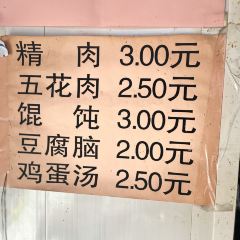 精 肉 3.00元
五花肉 2.50元
馄 饨 3.00元
豆腐脑 2.00元
鸡蛋汤 2.50元